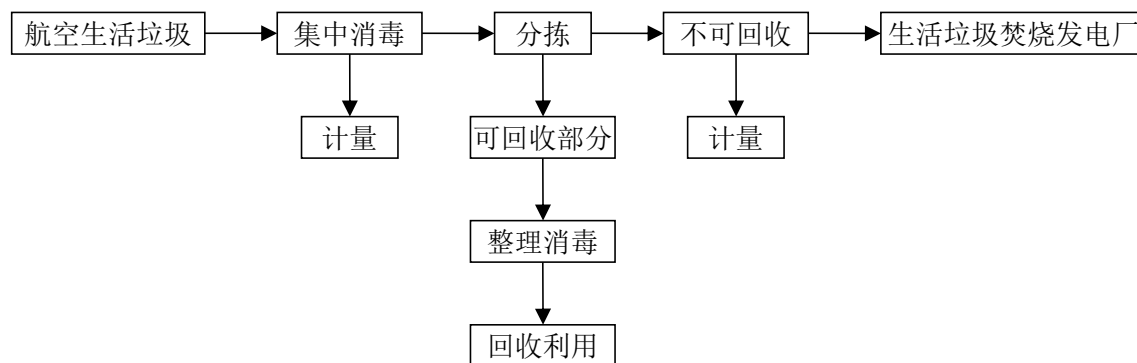 航空生活垃圾
集中消毒
分拣
不可回收
生活垃圾焚烧发电厂
计量
可回收部分
计量
整理消毒
回收利用